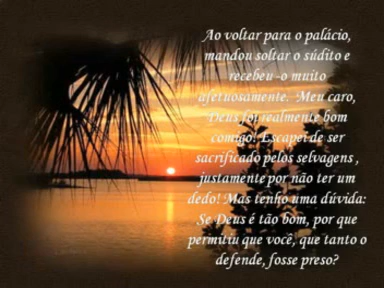 Ao voltar para o palácio,
mandou soltar o súdito e
recebeu -o muito
afetuosamente. Meu caro,
Deus foi realmente bom
comigo! Escapei de ser
sacrificado pelos selvagens ,
justamente por não ter um
dedo! Mas tenho uma dúvida:
Se Deus é tão bom, por que
permitiu que você, que tanto o
defende, fosse preso?